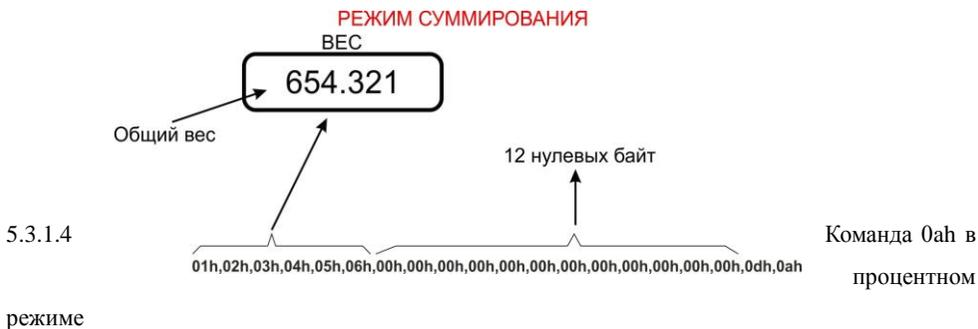 РЕЖИМ СУММИРОВАНИЯ
ВЕС
654.321
Общий вес
12 нулевых байт
5.3.1.4 Команда 0ah в
01h,02h,03h,04h,05h,06h,00h,00h,00h,00h,00h,00h,00h,00h,00h,00h,00h,00h,0dh,0ah
процентном
режиме